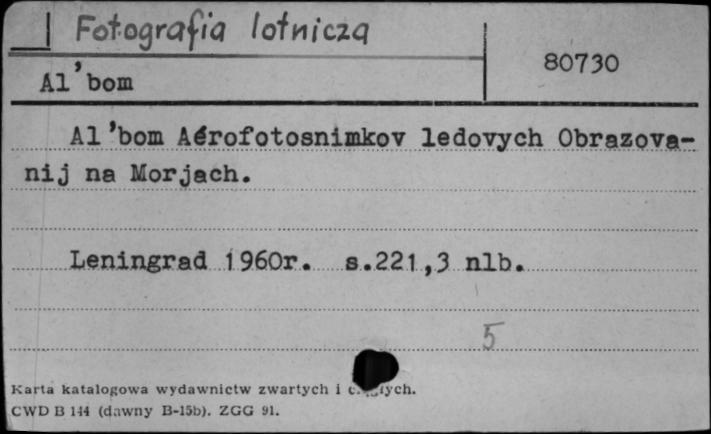 Fotografia lotnicza
80730
Al'bom
Al'bom Aérofotosnimkov ledovych Obrazova-
nij na Morjach.
Leningrad 1960r. s.221,3 nlb.
5
Karta katalogowa wydawnictw zwartych i
CWD B 144 (dawny B-15b). ZGG 91.